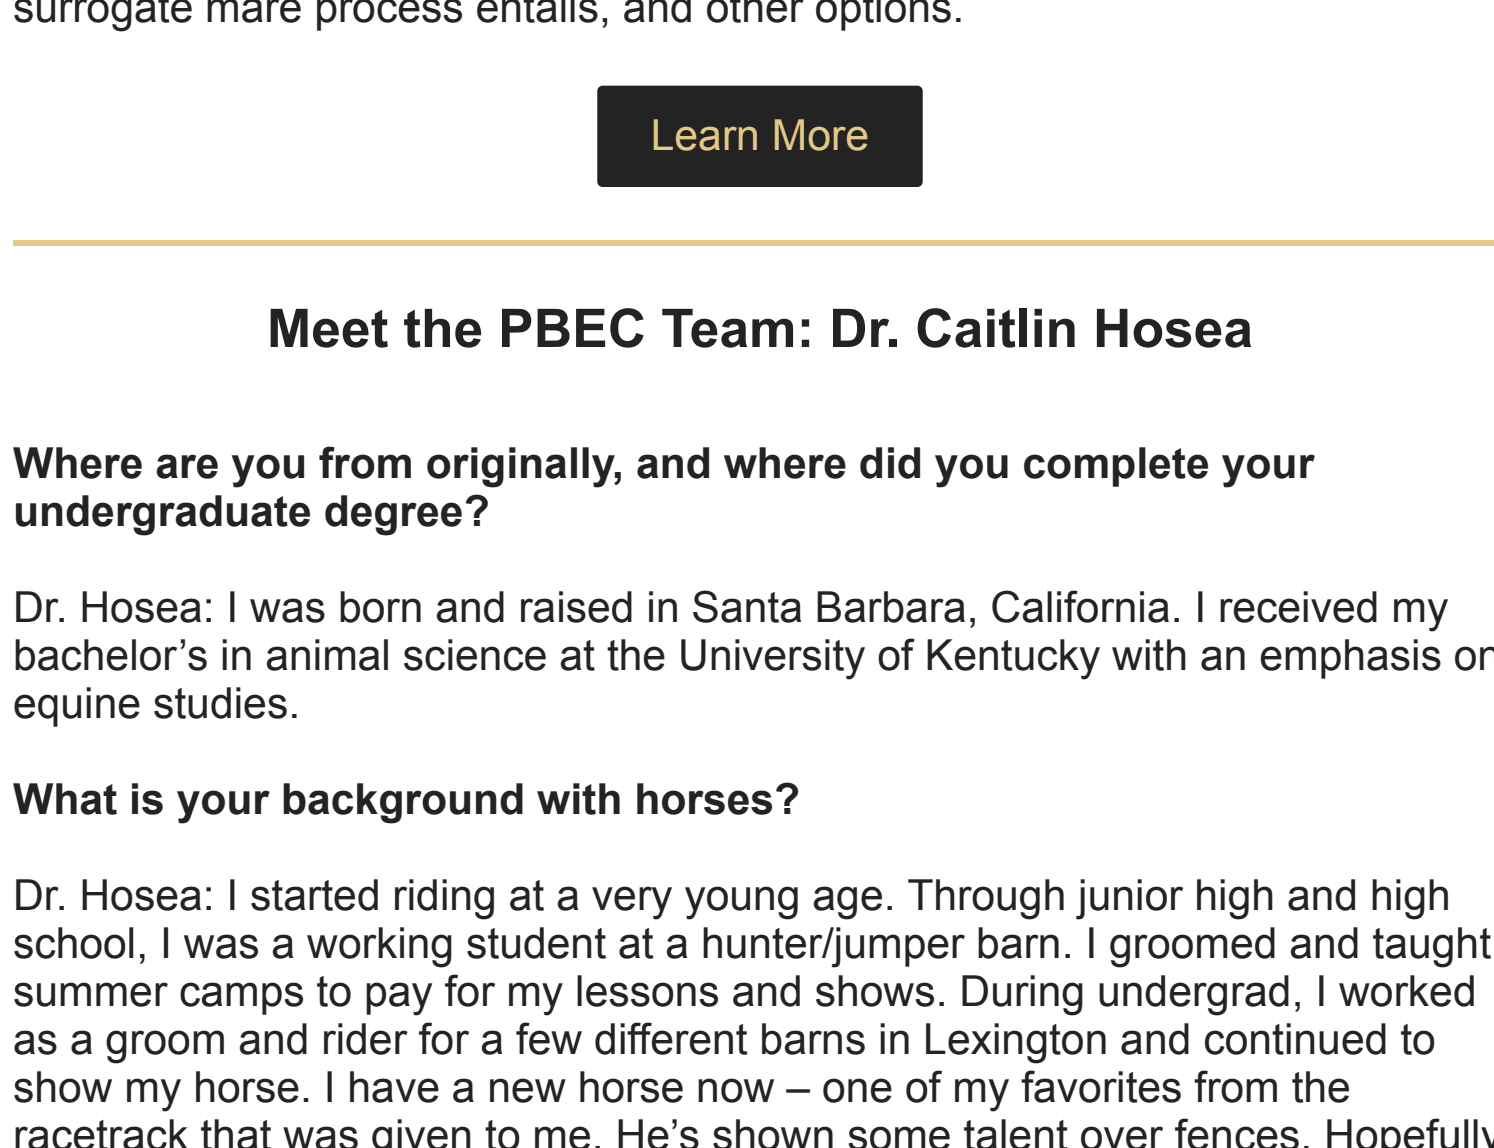 surrogate mare process entails, and other options.
Learn More
Meet the PBEC Team: Dr. Caitlin Hosea
Where are you from originally, and where did you complete your
undergraduate degree?
Dr. Hosea: I was born and raised in Santa Barbara, California. I received my
bachelor’s in animal science at the University of Kentucky with an emphasis on
equine studies.
What is your background with horses?
Dr. Hosea: I started riding at a very young age. Through junior high and high
school, I was a working student at a hunter/jumper barn. I groomed and taught
summer camps to pay for my lessons and shows. During undergrad, I worked
as a groom and rider for a few different barns in Lexington and continued to
show my horse. I have a new horse now – one of my favorites from the
racetrack that was given to me. He’s shown some talent over fences. Hopefully